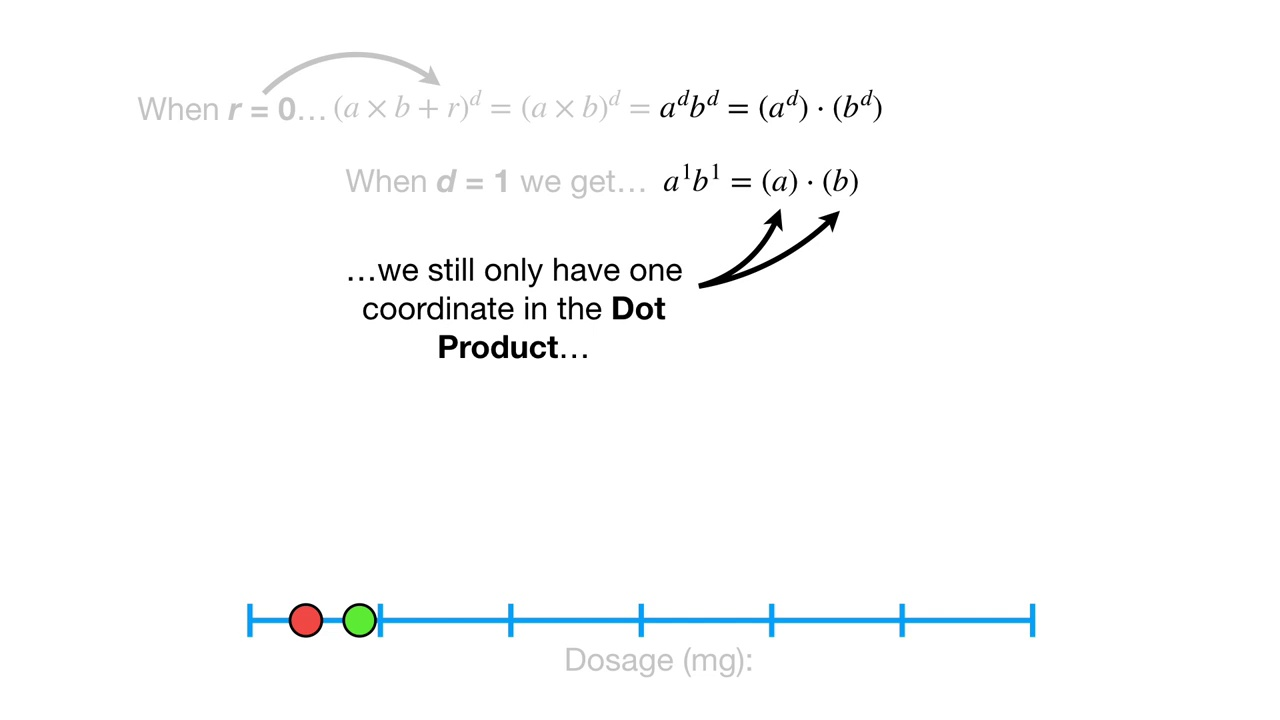 When r = 0… (a × b + r)^d = (a × b)^d = a^d b^d = (a^d) · (b^d)
When d = 1 we get… a^1 b^1 = (a) · (b)
…we still only have one
coordinate in the Dot
Product…
Dosage (mg):